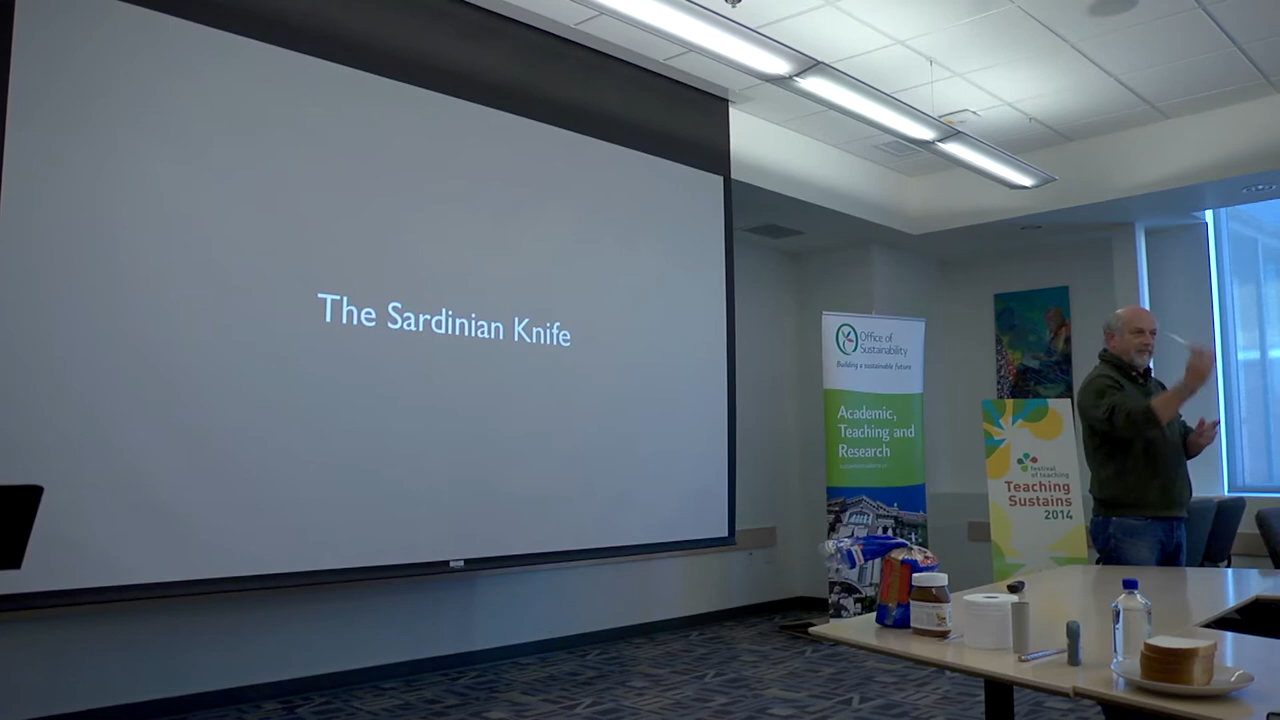 The Sardinian Knife
Office of
Sustainability
Building a sustainable future
Academic,
Teaching and
Research
festival
of teaching
Teaching
Sustains
2014